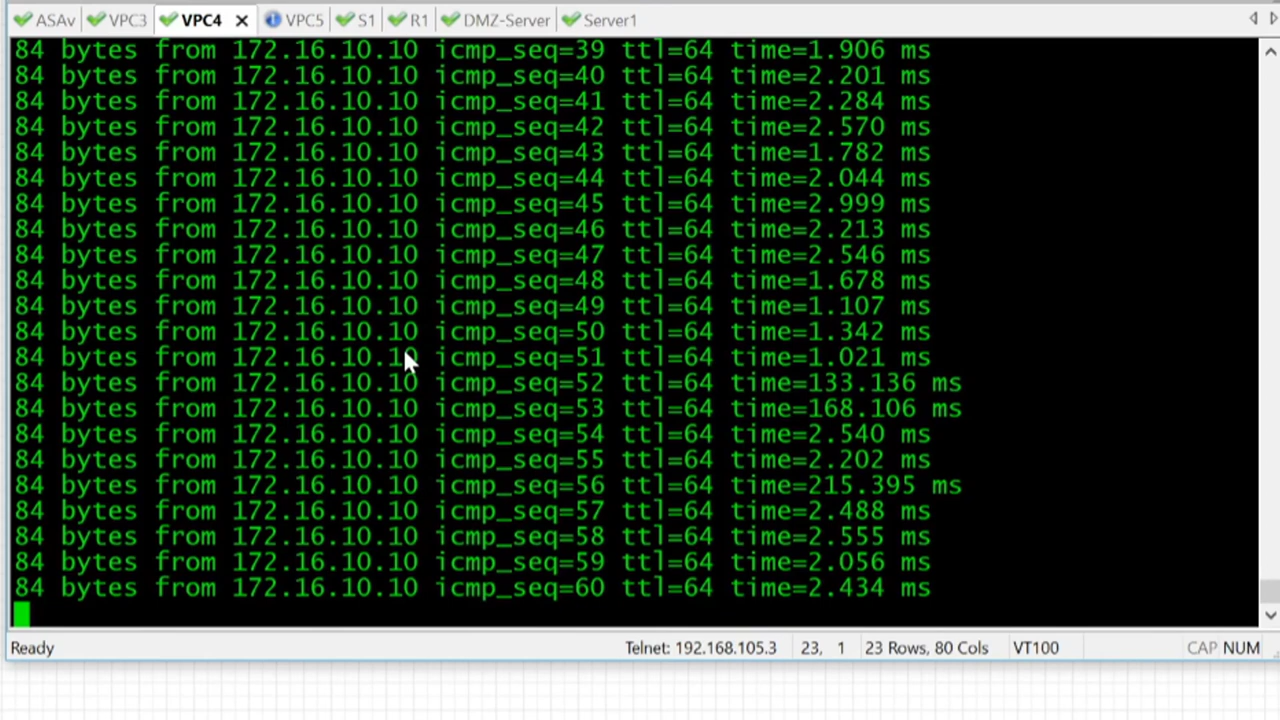 ASAv VPC3 VPC4 VPC5 S1 R1 DMZ-Server Server1
84 bytes from 172.16.10.10 icmp_seq=39 ttl=64 time=1.906 ms
84 bytes from 172.16.10.10 icmp_seq=40 ttl=64 time=2.201 ms
84 bytes from 172.16.10.10 icmp_seq=41 ttl=64 time=2.284 ms
84 bytes from 172.16.10.10 icmp_seq=42 ttl=64 time=2.570 ms
84 bytes from 172.16.10.10 icmp_seq=43 ttl=64 time=1.782 ms
84 bytes from 172.16.10.10 icmp_seq=44 ttl=64 time=2.044 ms
84 bytes from 172.16.10.10 icmp_seq=45 ttl=64 time=2.999 ms
84 bytes from 172.16.10.10 icmp_seq=46 ttl=64 time=2.213 ms
84 bytes from 172.16.10.10 icmp_seq=47 ttl=64 time=2.546 ms
84 bytes from 172.16.10.10 icmp_seq=48 ttl=64 time=1.678 ms
84 bytes from 172.16.10.10 icmp_seq=49 ttl=64 time=1.107 ms
84 bytes from 172.16.10.10 icmp_seq=50 ttl=64 time=1.342 ms
84 bytes from 172.16.10.10 icmp_seq=51 ttl=64 time=1.021 ms
84 bytes from 172.16.10.10 icmp_seq=52 ttl=64 time=133.136 ms
84 bytes from 172.16.10.10 icmp_seq=53 ttl=64 time=168.106 ms
84 bytes from 172.16.10.10 icmp_seq=54 ttl=64 time=2.540 ms
84 bytes from 172.16.10.10 icmp_seq=55 ttl=64 time=2.202 ms
84 bytes from 172.16.10.10 icmp_seq=56 ttl=64 time=215.395 ms
84 bytes from 172.16.10.10 icmp_seq=57 ttl=64 time=2.488 ms
84 bytes from 172.16.10.10 icmp_seq=58 ttl=64 time=2.555 ms
84 bytes from 172.16.10.10 icmp_seq=59 ttl=64 time=2.056 ms
84 bytes from 172.16.10.10 icmp_seq=60 ttl=64 time=2.434 ms
Ready Telnet: 192.168.105.3 23, 1 23 Rows, 80 Cols VT100 CAP NUM